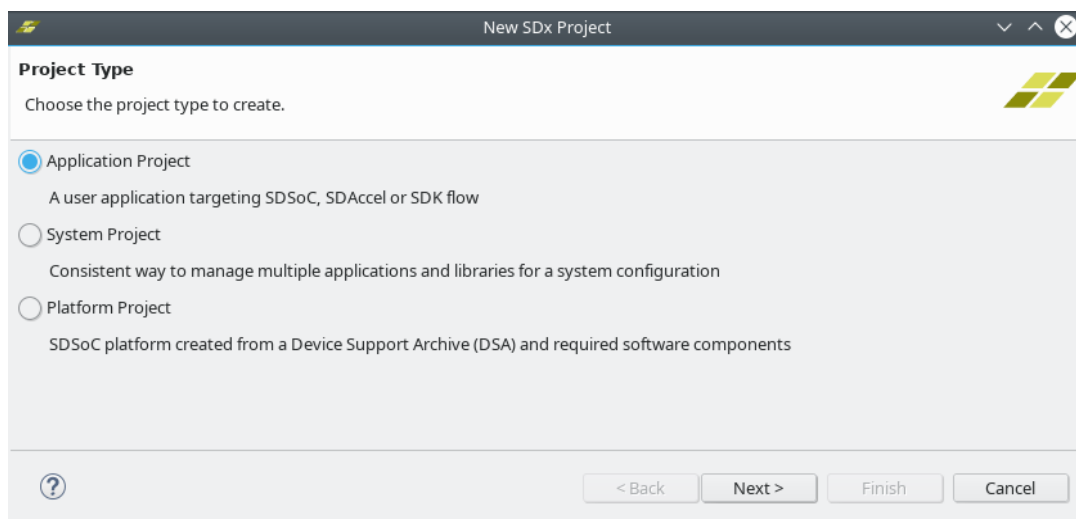 New SDx Project
Project Type
Choose the project type to create.
Application Project
A user application targeting SDSoC, SDAccel or SDK flow
System Project
Consistent way to manage multiple applications and libraries for a system configuration
Platform Project
SDSoC platform created from a Device Support Archive (DSA) and required software components
? < Back Next > Finish Cancel